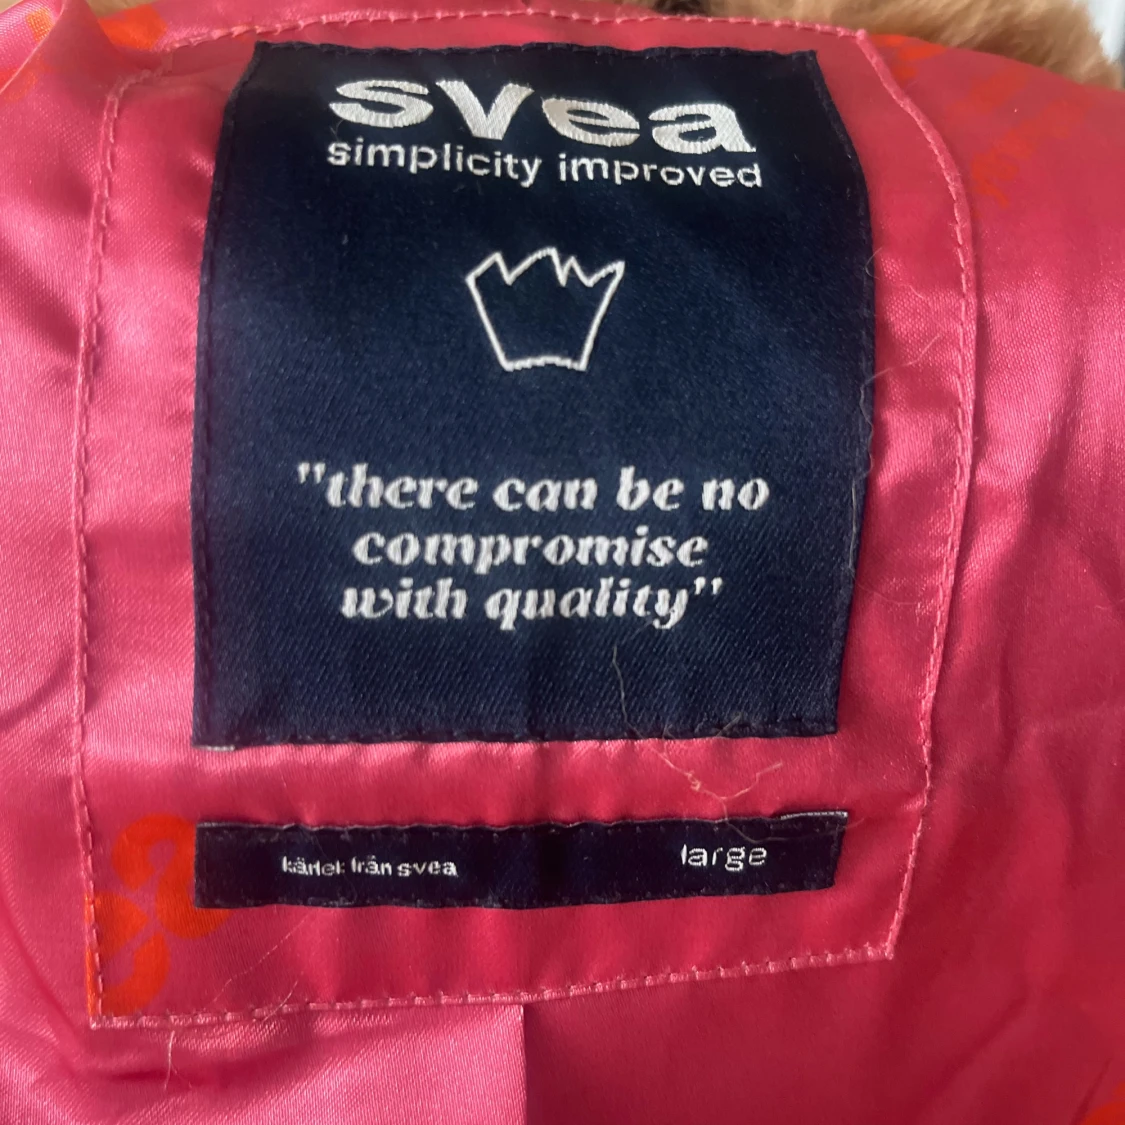 svea
simplicity improved
"there can be no
compromise
with quality"
kärlek från svea
large